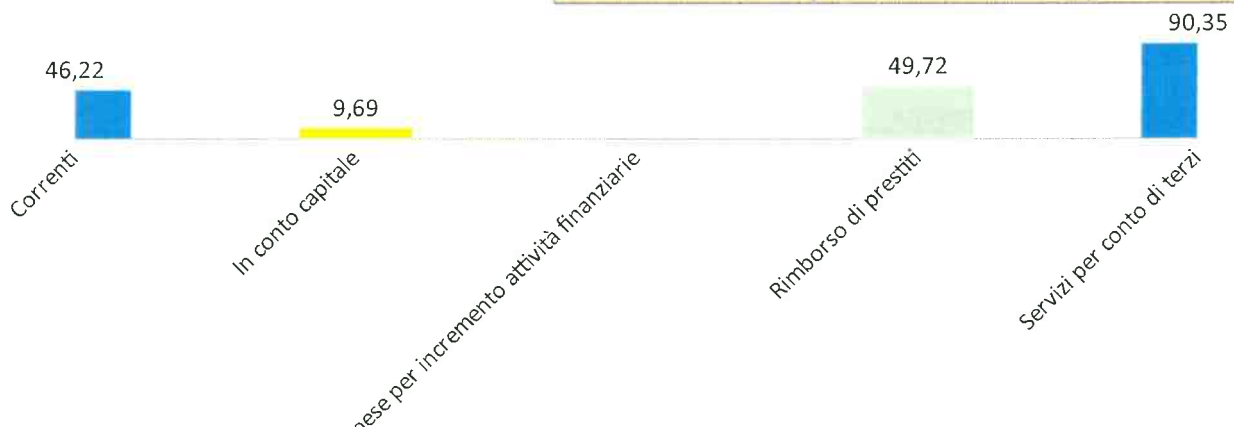 90,35
46,22
49,72
9,69
Correnti
In conto capitale
pese per incremento attività finanziarie
Rimborso di prestiti
Servizi per conto di terzi